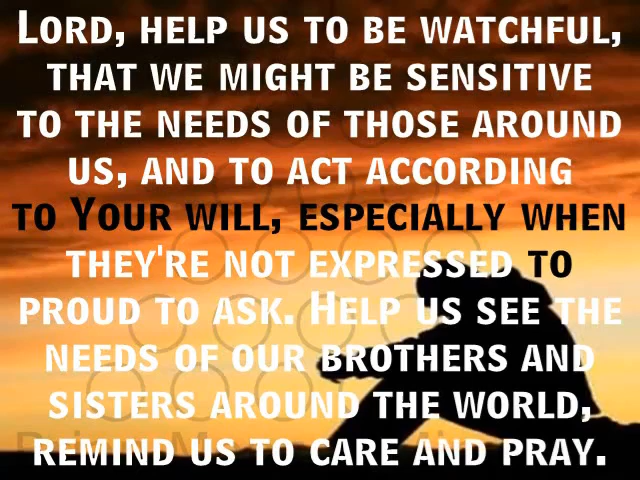 Lord, help us to be watchful,
that we might be sensitive
to the needs of those around
us, and to act according
to Your will, especially when
they're not expressed to
proud to ask. Help us see the
needs of our brothers and
sisters around the world,
remind us to care and pray.